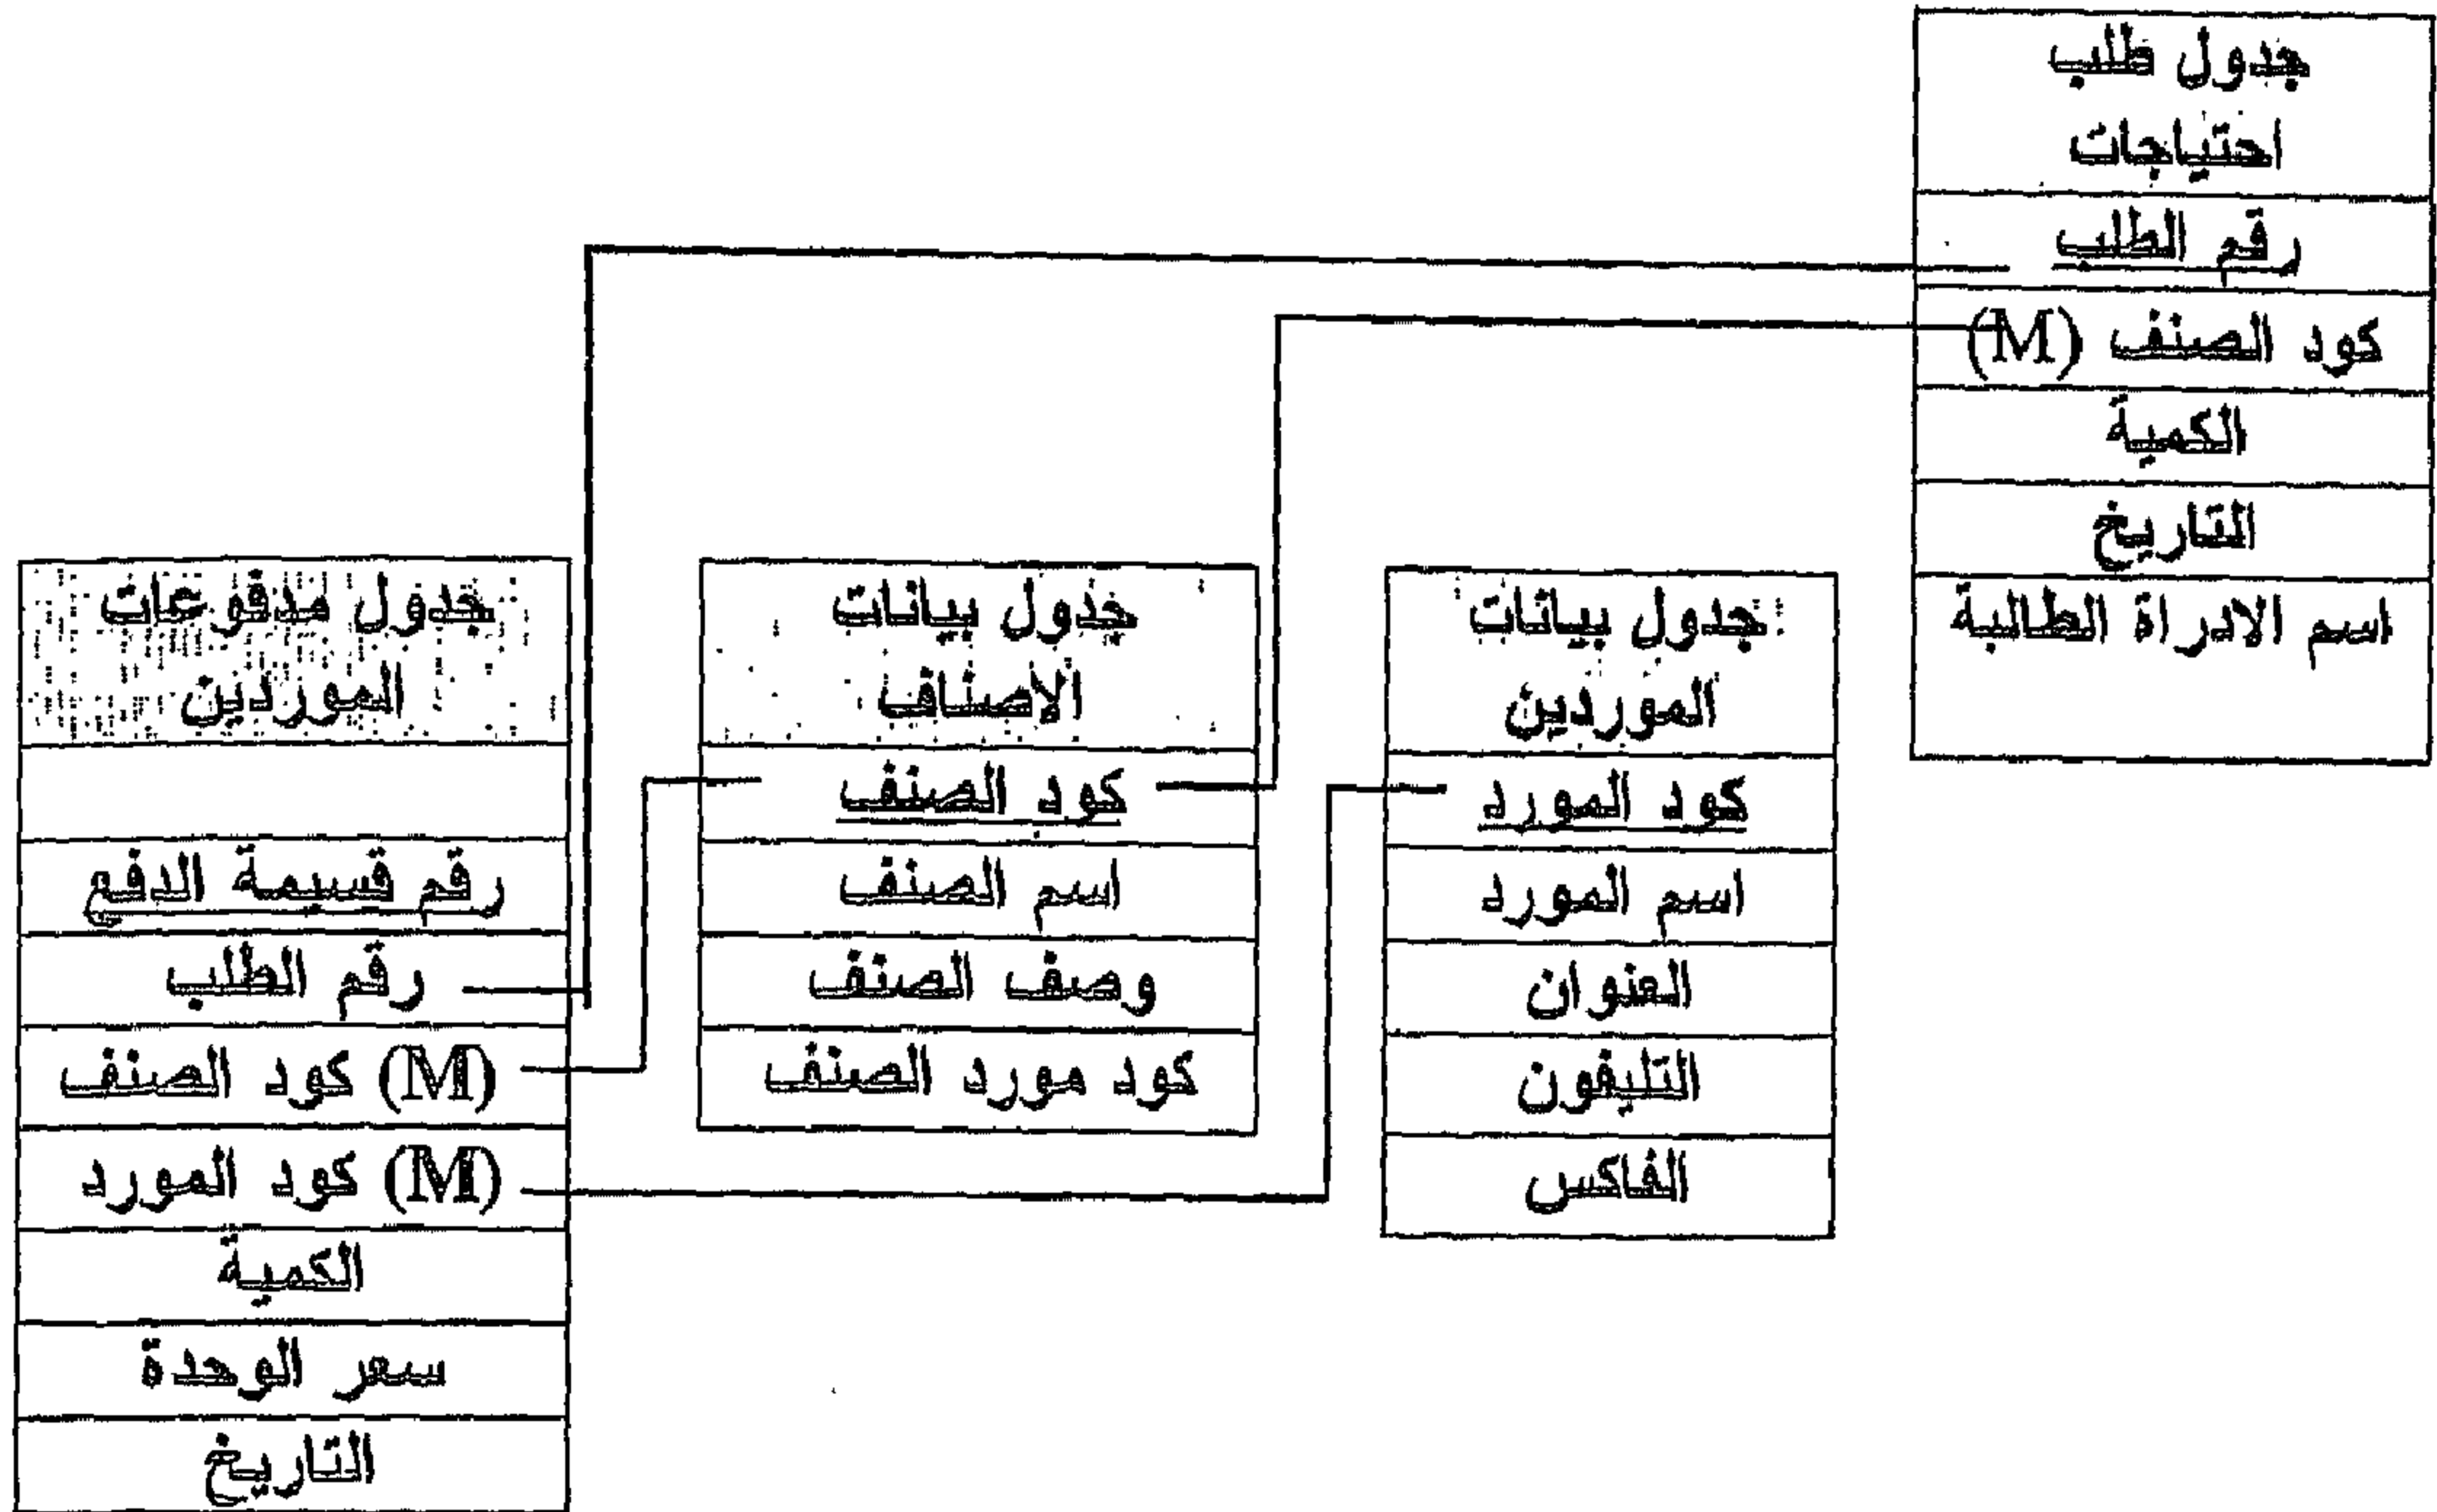 جدول طلب
احتياجات
رقم الطلب
كود الصنف (M)
الكمية
التاريخ
اسم الادراة الطالبة
جدول بيانات
الموردين
كود المورد
اسم المورد
العنوان
التليفون
الفاكس
جدول بيانات
الاصناف
كود الصنف
اسم الصنف
وصف الصنف
كود مورد الصنف
جدول مدفوعات
الموردين
رقم قسيمة الدفع
رقم الطلب
(M) كود الصنف
(M) كود المورد
الكمية
سعر الوحدة
التاريخ